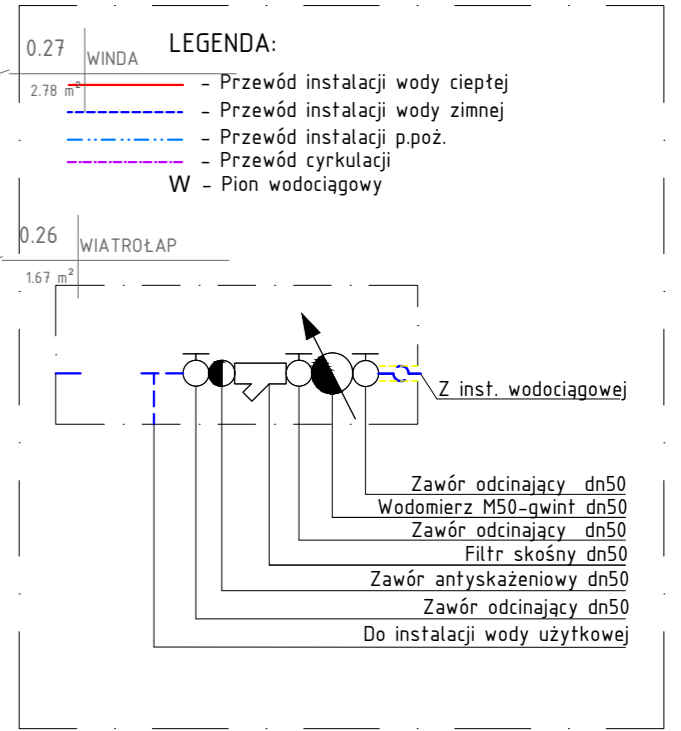 0.27
WINDA
2.78 m²
LEGENDA:
- Przewód instalacji wody ciepłej
- Przewód instalacji wody zimnej
- Przewód instalacji p.poż.
- Przewód cyrkulacji
W - Pion wodociągowy
0.26
WIATROŁAP
1.67 m²
Z inst. wodociągowej
Zawór odcinający dn50
Wodomierz M50-gwint dn50
Zawór odcinający dn50
Filtr skośny dn50
Zawór antyskażeniowy dn50
Zawór odcinający dn50
Do instalacji wody użytkowej